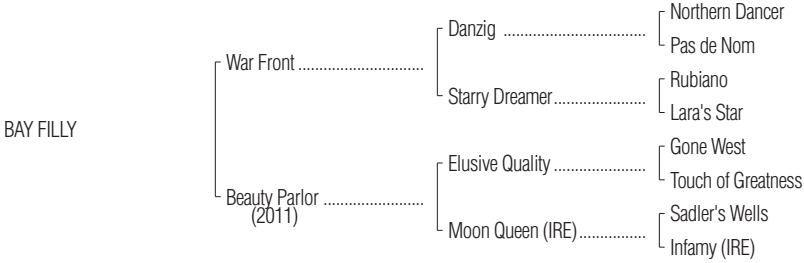 Northern Dancer
Danzig ..................................
Pas de Nom
War Front ..............................
Rubiano
Starry Dreamer......................
Lara's Star
BAY FILLY
Gone West
Elusive Quality ......................
Touch of Greatness
Beauty Parlor ........................
(2011)
Sadler's Wells
Moon Queen (IRE)................
Infamy (IRE)